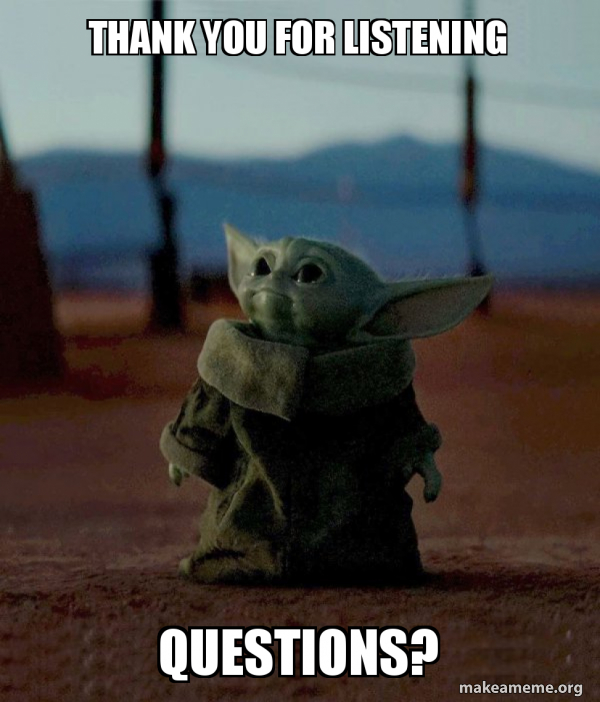 THANK YOU FOR LISTENING
QUESTIONS?
makeameme.org